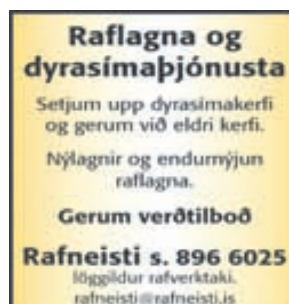 Raflagna og
dyrasímaþjónusta
Setjum upp dyrasímakerfi
og gerum við eldri kerfi.
Nýlagnir og endurnýjun
raflagna.
Gerum verðtilboð
Rafneisti s. 896 6025
löggildur rafverktaki.
rafneisti@rafneisti.is